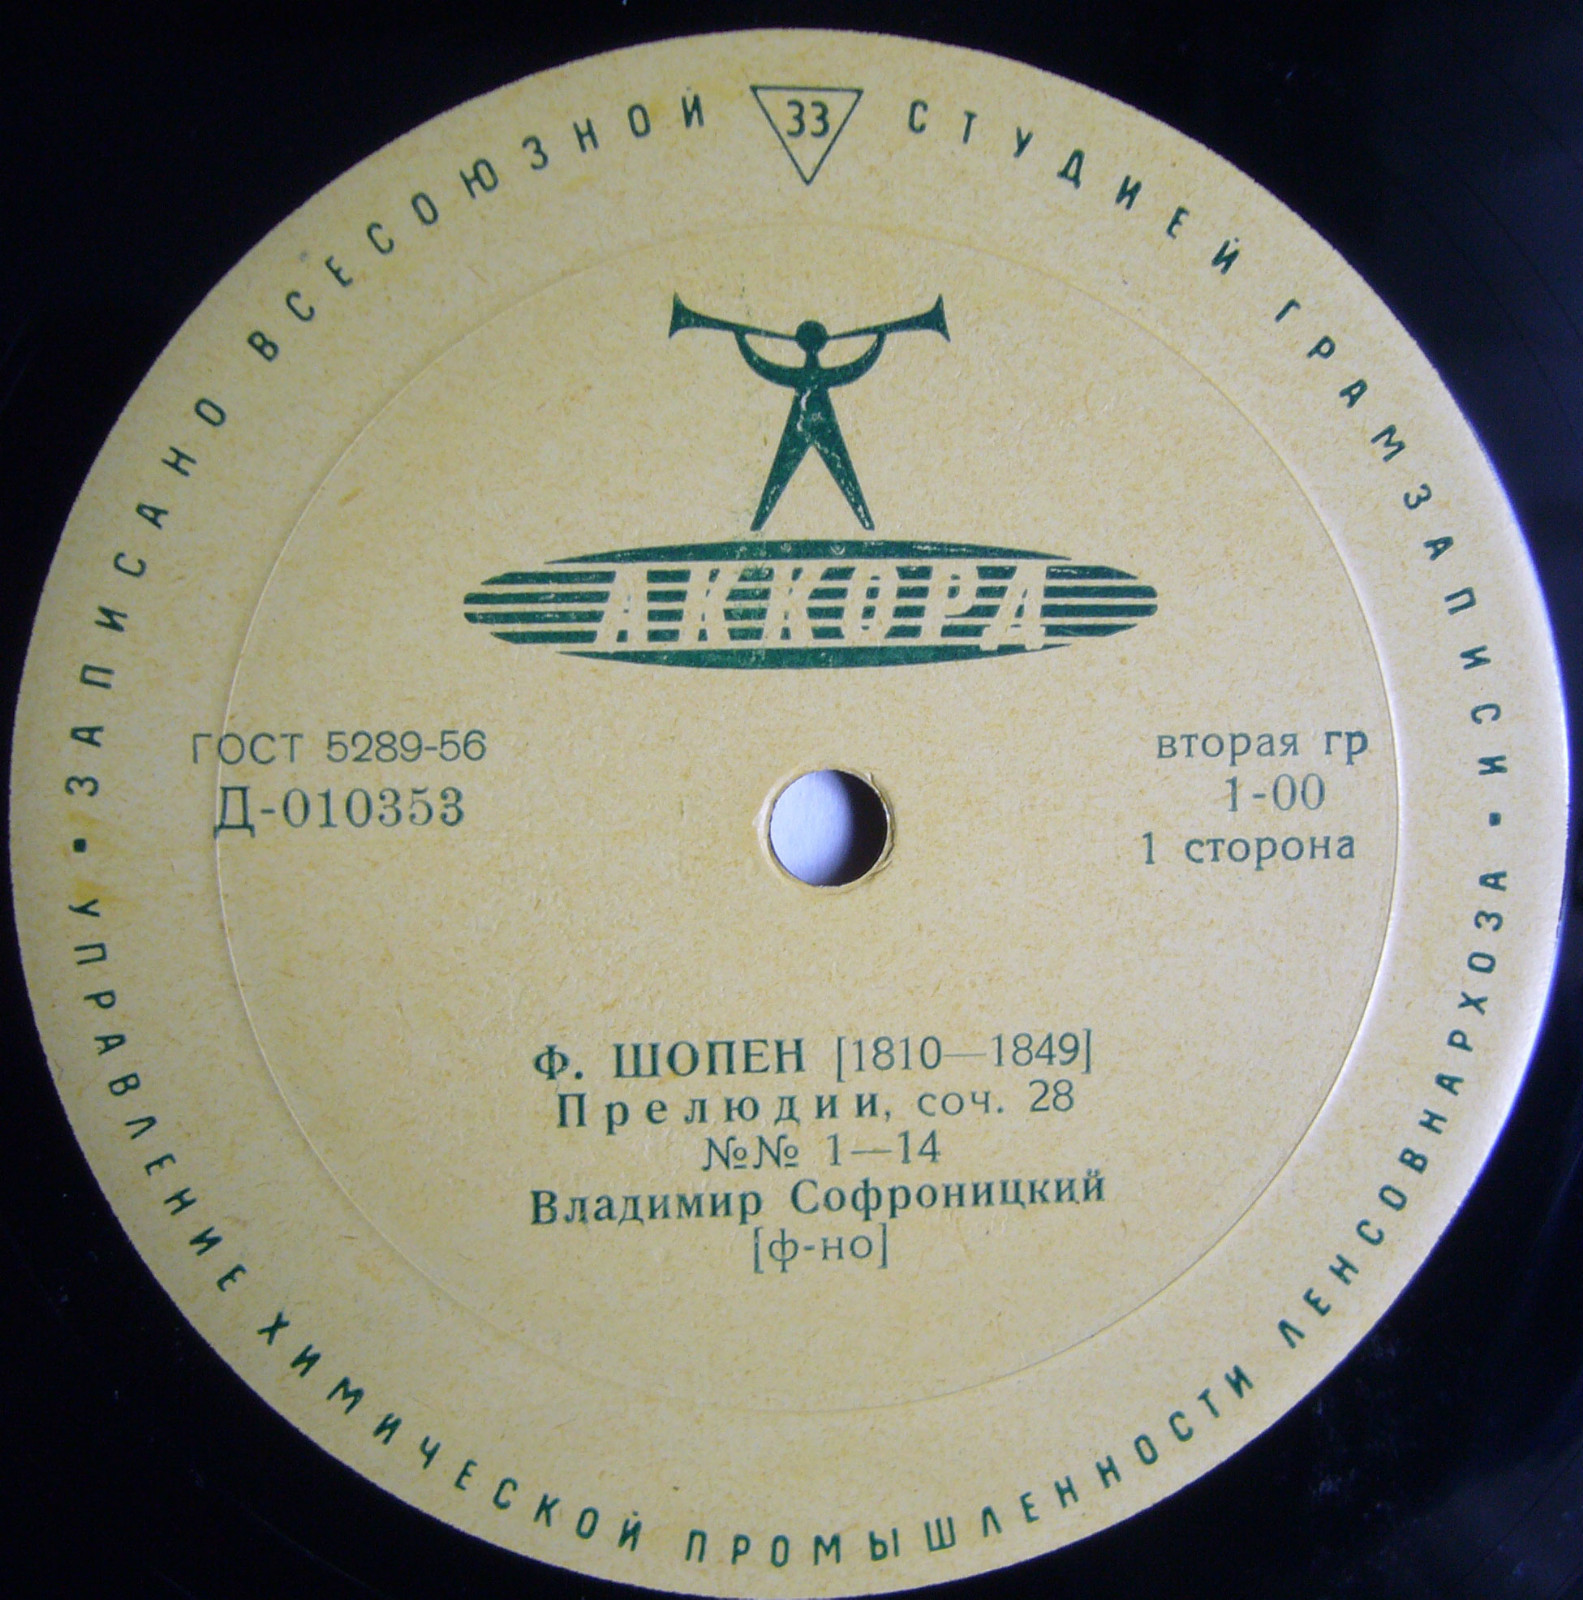 ЗАПИСАНО ВСЕСОЮЗНОЙ 33 СТУДИЕЙ ГРАМЗАПИСИ
АККОРД
ГОСТ 5289-56
Д-010353
вторая гр
1-00
1 сторона
Ф. ШОПЕН [1810—1849]
Прелюдии, соч. 28
№№ 1—14
Владимир Софроницкий
[ф-но]
УПРАВЛЕНИЕ ХИМИЧЕСКОЙ ПРОМЫШЛЕННОСТИ ЛЕНСОВНАРХОЗА